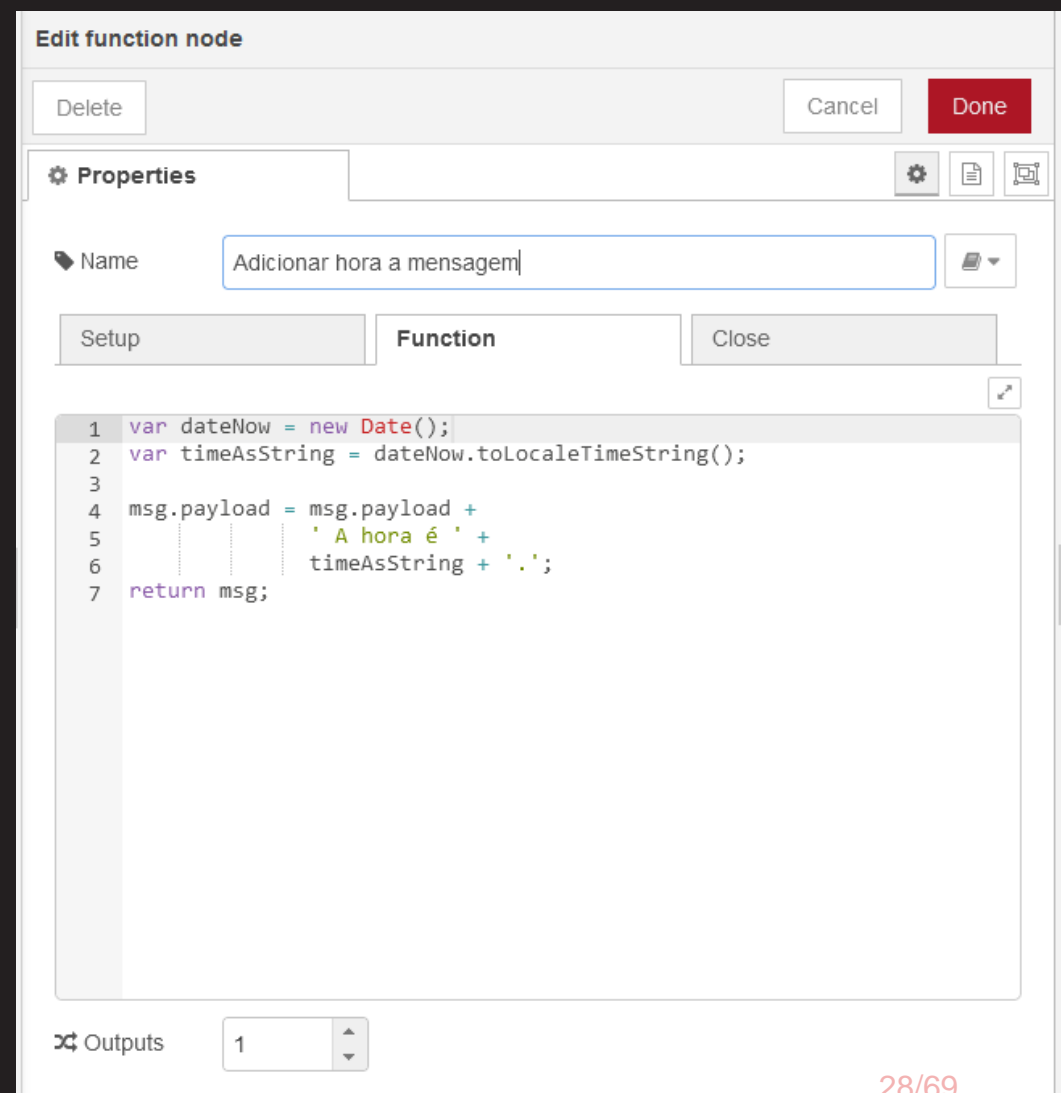 Edit function node
Delete
Cancel
Done
Properties
Name
Adicionar hora a mensagem
Setup
Function
Close
1 var dateNow = new Date();
2 var timeAsString = dateNow.toLocaleTimeString();
3
4 msg.payload = msg.payload +
5 ' A hora é ' +
6 timeAsString + '.';
7 return msg;
Outputs
1
28/69